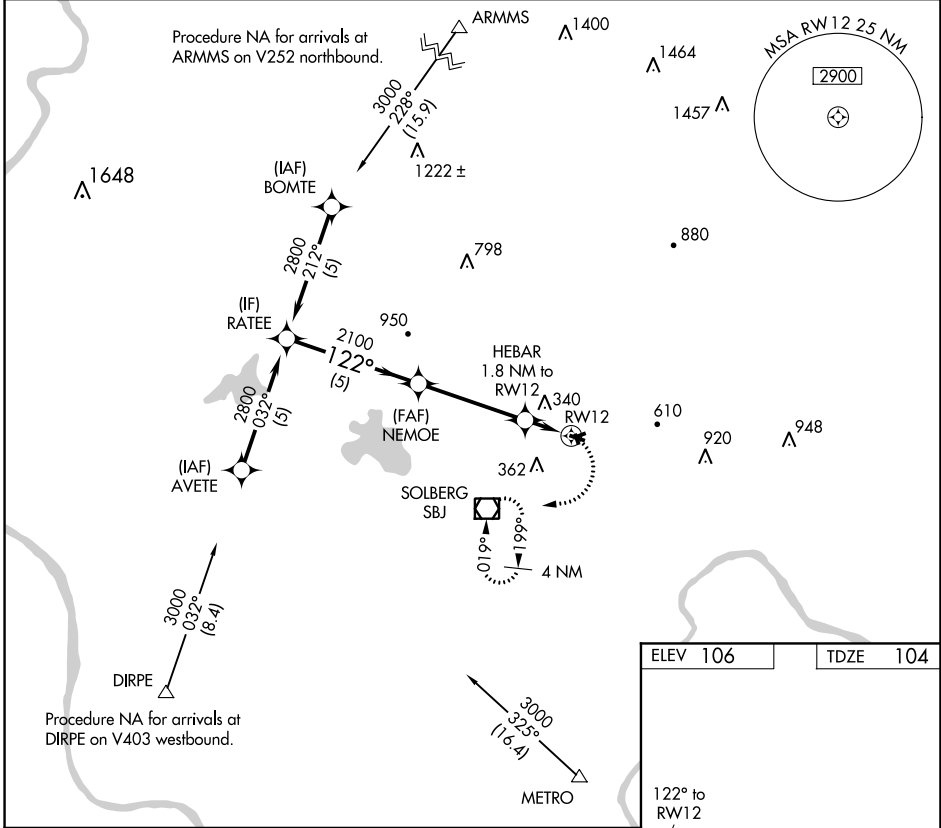 Procedure NA for arrivals at
ARMMS on V252 northbound.
ARMMS
1400
1464
1457
MSA RW12 25 NM
2900
3000
228°
(15.9)
1222 ±
1648
(IAF)
BOMTE
2800
212°
(5)
798
880
(IF)
RATEE
950
2100
122°
(5)
HEBAR
1.8 NM to
RW12
340
RW12
610
920
948
(FAF)
NEMOE
2800
032°
(5)
(IAF)
AVETE
362
SOLBERG
SBJ
019°
199°
4 NM
3000
032°
(8.4)
DIRPE
Procedure NA for arrivals at
DIRPE on V403 westbound.
3000
325°
(16.4)
METRO
ELEV 106
TDZE 104
122° to
RW12